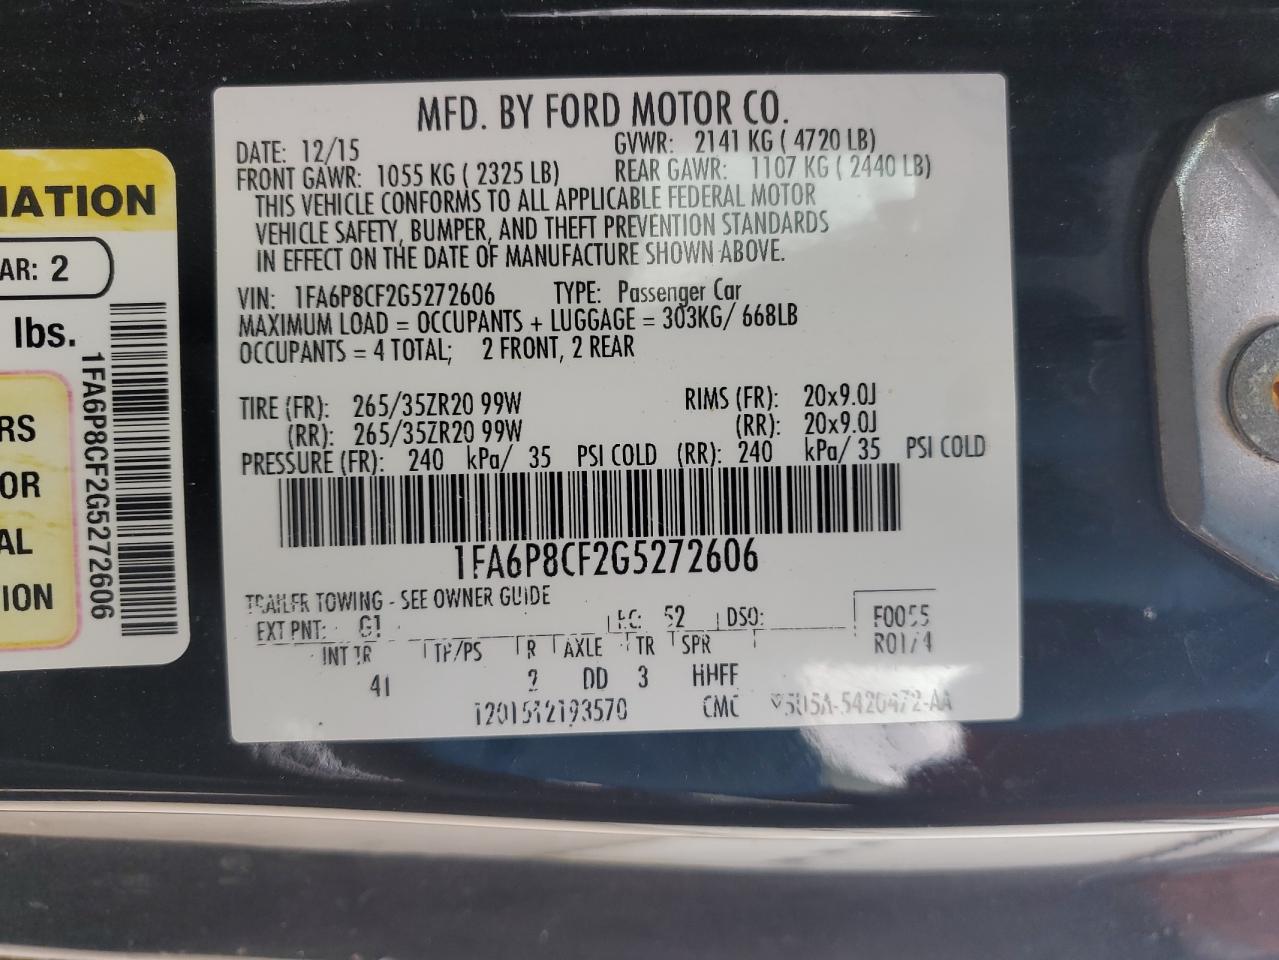 MFD. BY FORD MOTOR CO.
DATE: 12/15 GVWR: 2141 KG ( 4720 LB)
FRONT GAWR: 1055 KG ( 2325 LB) REAR GAWR: 1107 KG ( 2440 LB)
THIS VEHICLE CONFORMS TO ALL APPLICABLE FEDERAL MOTOR
VEHICLE SAFETY, BUMPER, AND THEFT PREVENTION STANDARDS
IN EFFECT ON THE DATE OF MANUFACTURE SHOWN ABOVE.
VIN: 1FA6P8CF2G5272606 TYPE: Passenger Car
MAXIMUM LOAD = OCCUPANTS + LUGGAGE = 303KG/ 668LB
OCCUPANTS = 4 TOTAL; 2 FRONT, 2 REAR
TIRE (FR): 265/35ZR20 99W RIMS (FR): 20x9.0J
(RR): 265/35ZR20 99W (RR): 20x9.0J
PRESSURE (FR): 240 kPa/ 35 PSI COLD (RR): 240 kPa/ 35 PSI COLD
1FA6P8CF2G5272606
TRAILER TOWING - SEE OWNER GUIDE
EXT PNT: G1 RC: 52 DSO: F0055
INT TR TP/PS R AXLE TR SPR R0174
41 2 DD 3 HHFF
CMC
IATION
AR: 2
lbs.
RS
OR
AL
ION
1FA6P8CF2G5272606